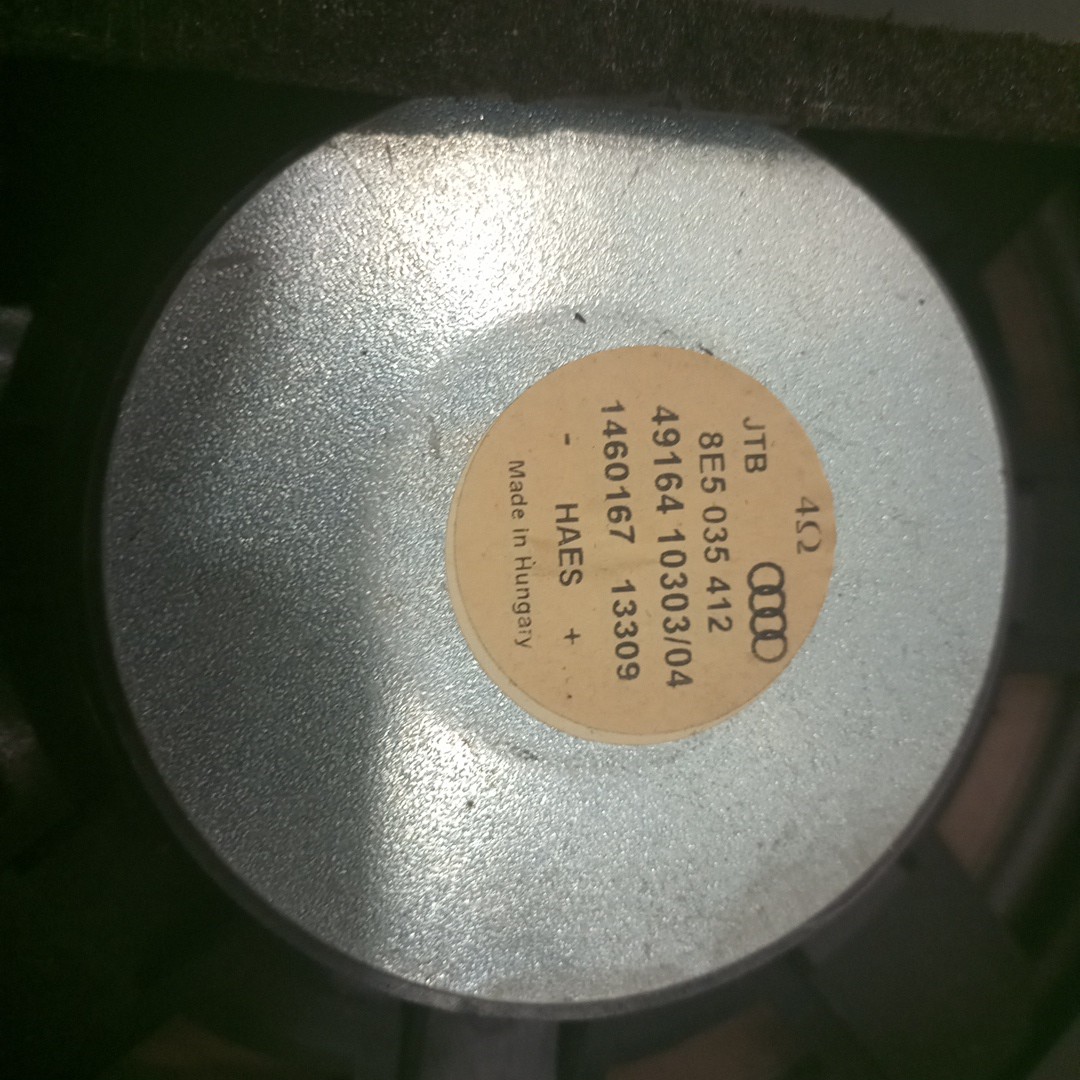 4Ω
JTB
8E5 035 412
49164 10303/04
1460167 13309
- HAES +
Made in Hungary